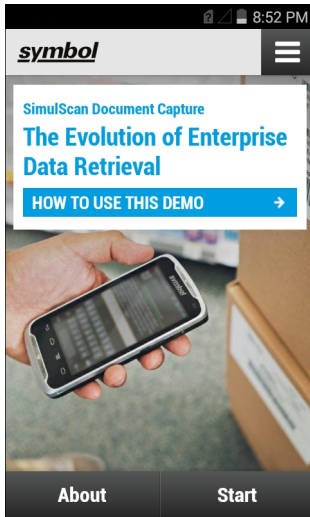 8:52 PM
symbol
SimulScan Document Capture
The Evolution of Enterprise
Data Retrieval
HOW TO USE THIS DEMO
symbol
About
Start